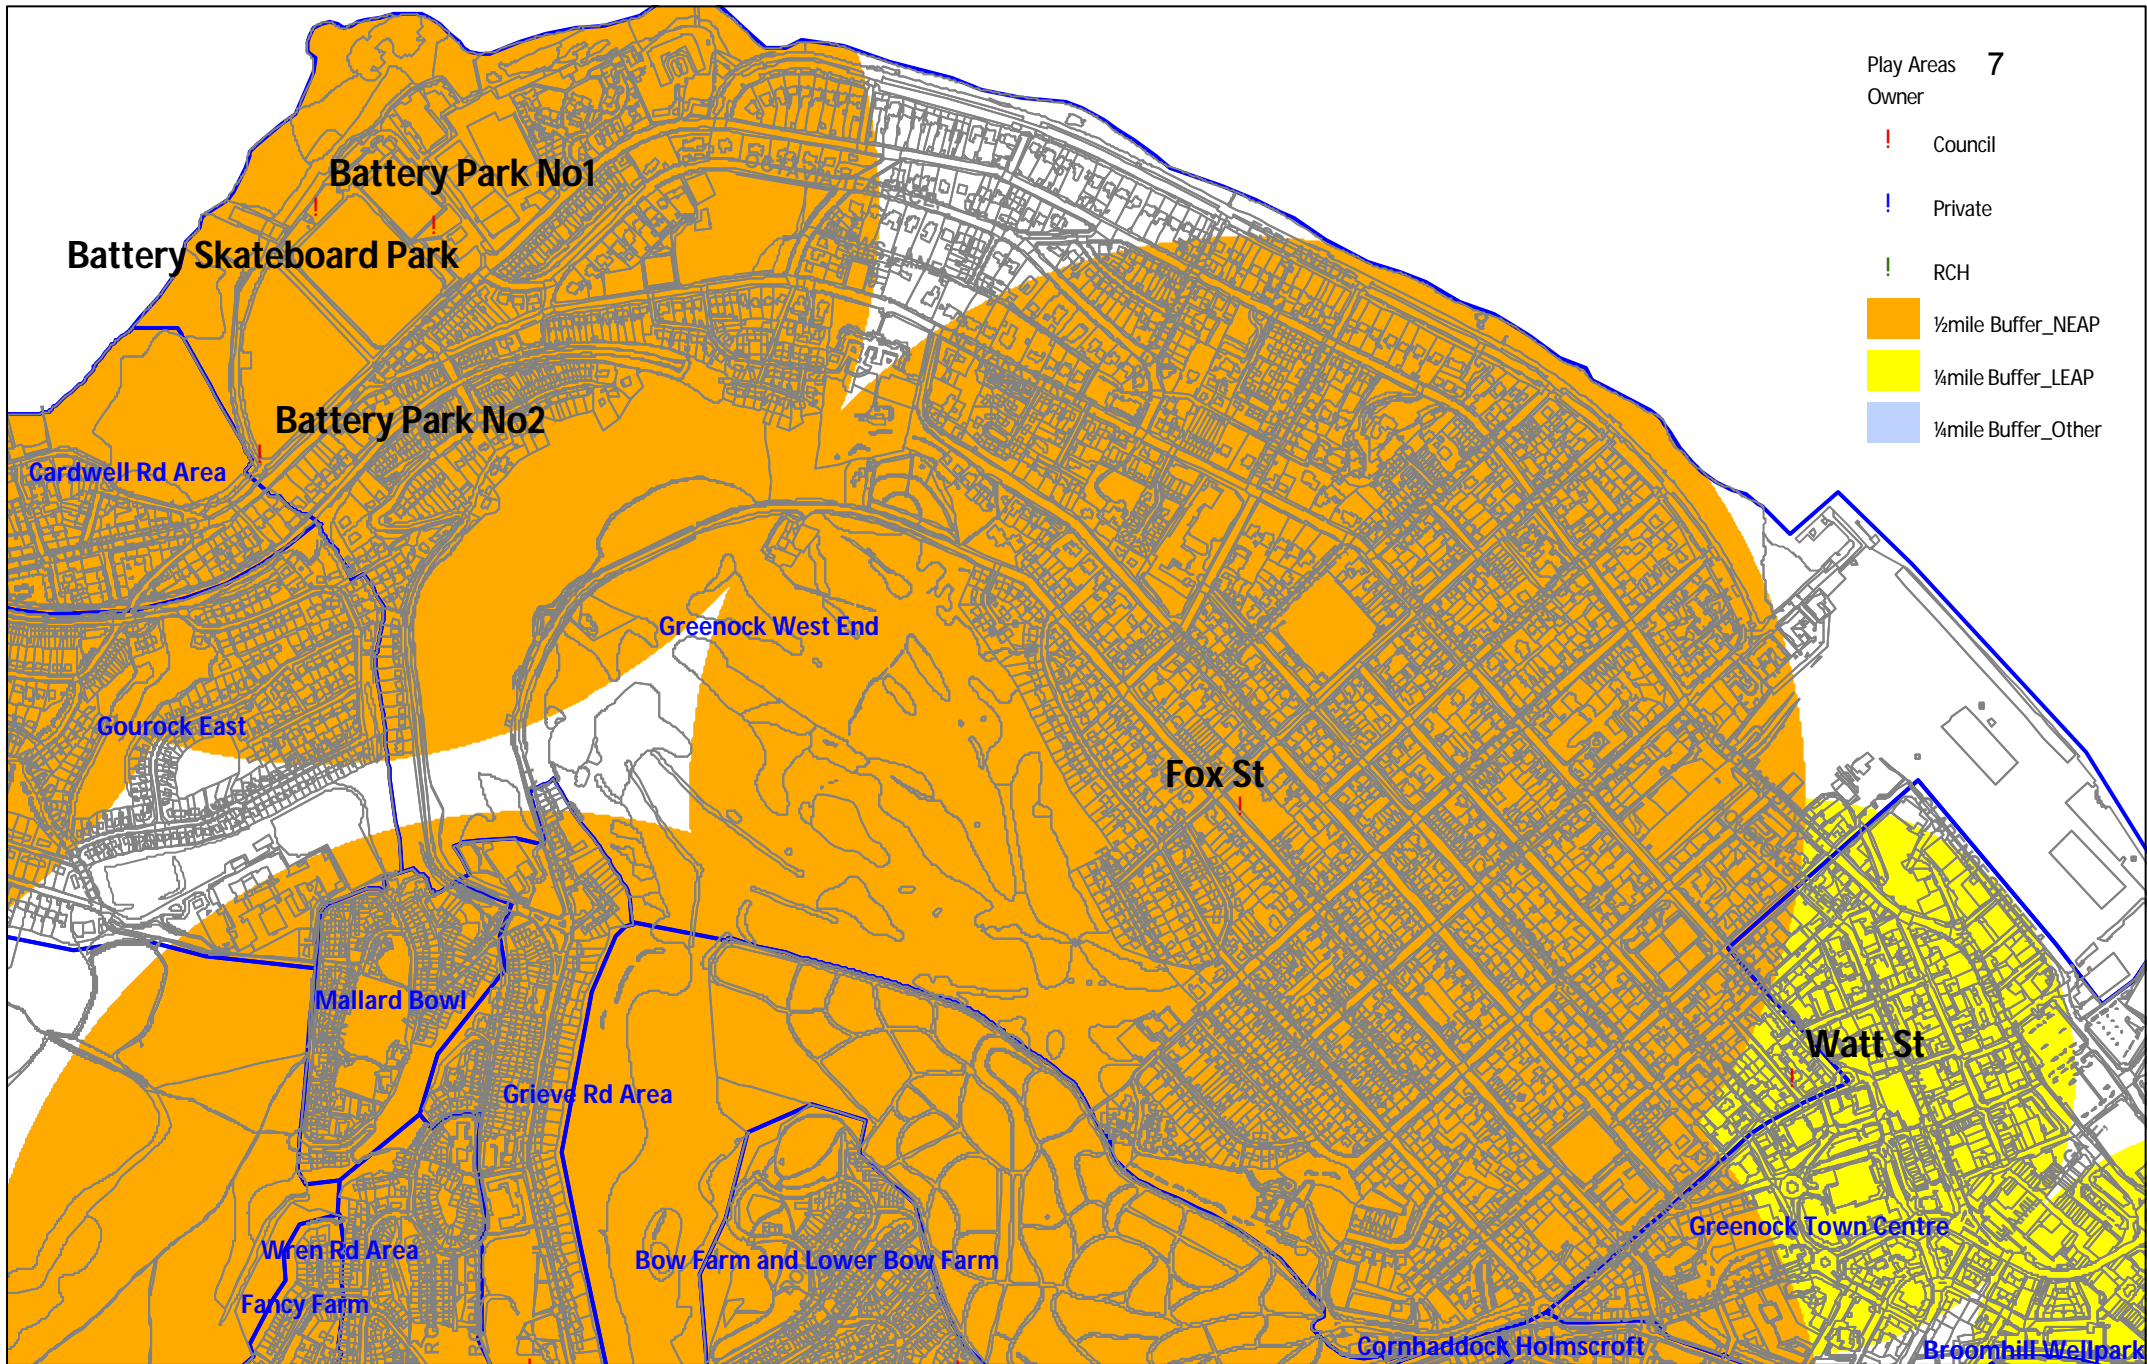 Play Areas 7
Owner
! Council
! Private
! RCH
½mile Buffer_NEAP
¼mile Buffer_LEAP
¼mile Buffer_Other
Battery Park No1
Battery Skateboard Park
Battery Park No2
Cardwell Rd Area
Greenock West End
Gourock East
Fox St
Mallard Bowl
Watt St
Grieve Rd Area
Greenock Town Centre
Wren Rd Area
Bow Farm and Lower Bow Farm
Fancy Farm
Cornhaddock Holmscroft
Broomhill Wellpark